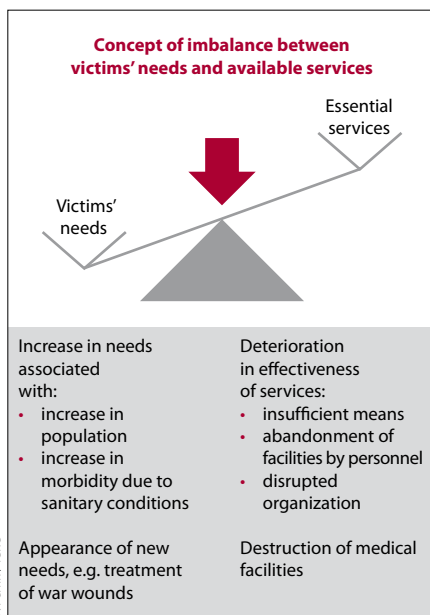 Concept of imbalance between
victims’ needs and available services
Essential
services
Victims’
needs
Increase in needs
associated
with:
• increase in
population
• increase in
morbidity due to
sanitary conditions
Appearance of new
needs, e.g. treatment
of war wounds
Deterioration
in effectiveness
of services:
• insufficient means
• abandonment of
facilities by personnel
• disrupted
organization
Destruction of medical
facilities